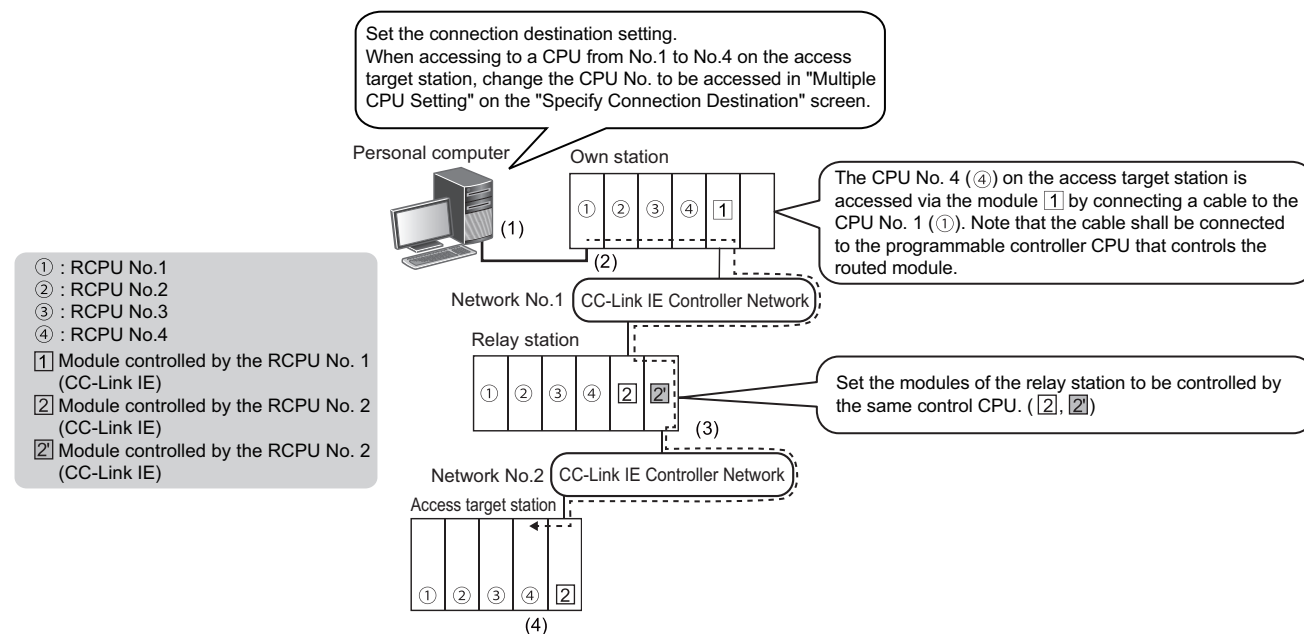 Set the connection destination setting.
When accessing to a CPU from No.1 to No.4 on the access
target station, change the CPU No. to be accessed in "Multiple
CPU Setting" on the "Specify Connection Destination" screen.
Personal computer
Own station
① ② ③ ④ 1
(1)
(2)
The CPU No. 4 (④) on the access target station is
accessed via the module 1 by connecting a cable to the
CPU No. 1 (①). Note that the cable shall be connected
to the programmable controller CPU that controls the
routed module.
① : RCPU No.1
② : RCPU No.2
③ : RCPU No.3
④ : RCPU No.4
1 Module controlled by the RCPU No. 1
(CC-Link IE)
2 Module controlled by the RCPU No. 2
(CC-Link IE)
2' Module controlled by the RCPU No. 2
(CC-Link IE)
Network No.1
CC-Link IE Controller Network
Relay station
① ② ③ ④ 2 2'
Set the modules of the relay station to be controlled by
the same control CPU. ( 2, 2')
(3)
Network No.2
CC-Link IE Controller Network
Access target station
① ② ③ ④ 2
(4)